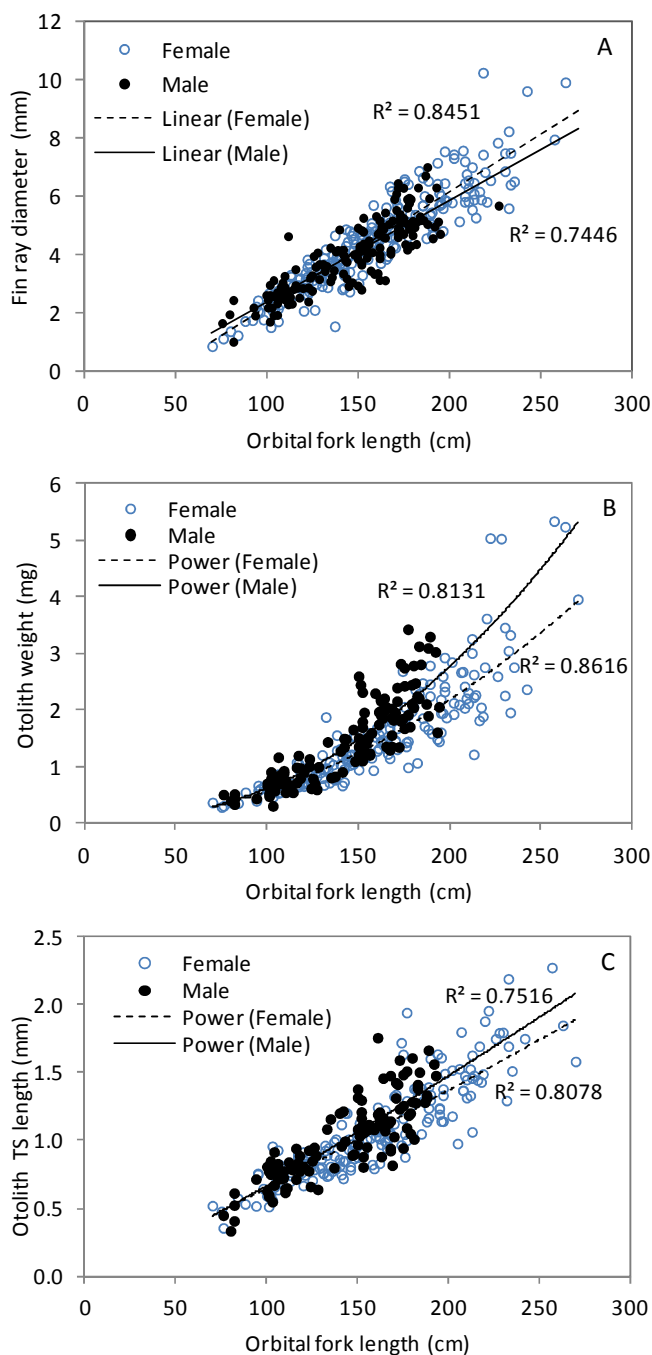 A
Female
Male
Linear (Female)
Linear (Male)
R² = 0.8451
R² = 0.7446
Fin ray diameter (mm)
12
10
8
6
4
2
0
0 50 100 150 200 250 300
Orbital fork length (cm)
B
Female
Male
Power (Female)
Power (Male)
R² = 0.8131
R² = 0.8616
Otolith weight (mg)
6
5
4
3
2
1
0
0 50 100 150 200 250 300
Orbital fork length (cm)
C
Female
Male
Power (Female)
Power (Male)
R² = 0.7516
R² = 0.8078
Otolith TS length (mm)
2.5
2.0
1.5
1.0
0.5
0.0
0 50 100 150 200 250 300
Orbital fork length (cm)